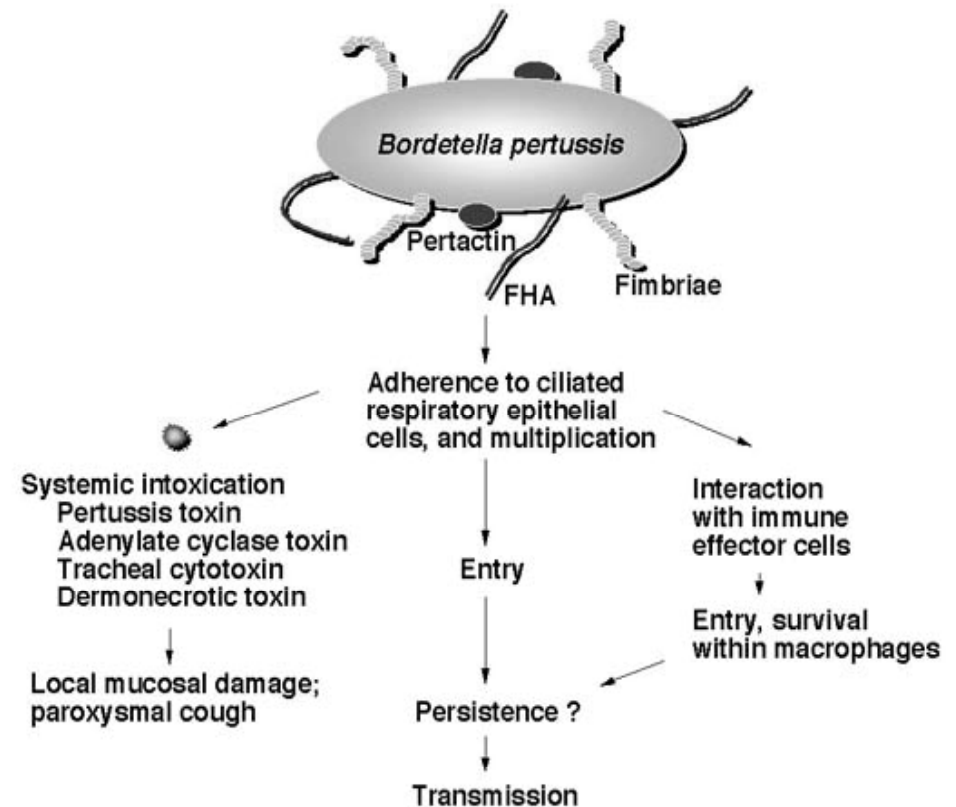 Bordetella pertussis
Pertactin
FHA
Fimbriae
Adherence to ciliated
respiratory epithelial
cells, and multiplication
Systemic intoxication
Pertussis toxin
Adenylate cyclase toxin
Tracheal cytotoxin
Dermonecrotic toxin
Local mucosal damage;
paroxysmal cough
Entry
Interaction
with immune
effector cells
Entry, survival
within macrophages
Persistence ?
Transmission